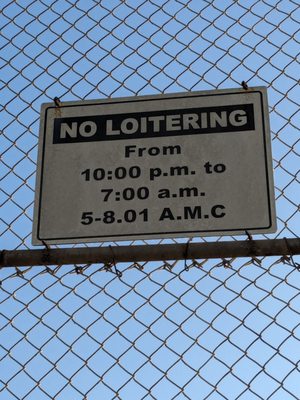 NO LOITERING
From
10:00 p.m. to
7:00 a.m.
5-8.01 A.M.C